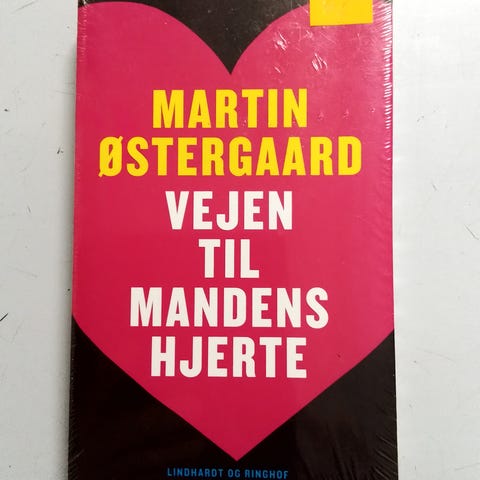 MARTIN
ØSTERGAARD
VEJEN
TIL
MANDENS
HJERTE
LINDHARDT OG RINGHOF